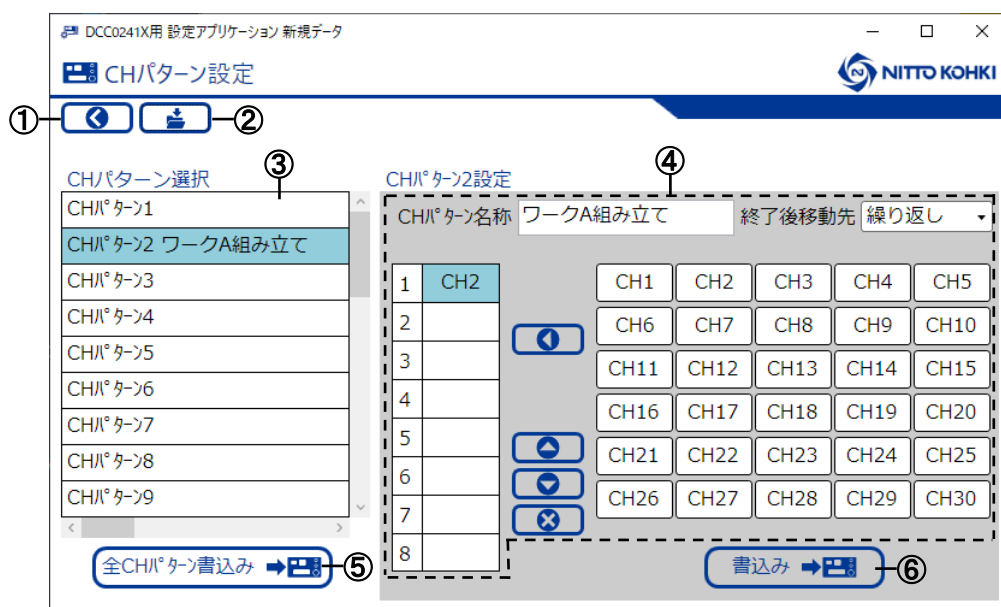 DCC0241X用 設定アプリケーション 新規データ
CHパターン設定
NITTO KOHKI
①
②
③
④
CHパターン選択
CHパターン1
CHパターン2 ワークA組み立て
CHパターン3
CHパターン4
CHパターン5
CHパターン6
CHパターン7
CHパターン8
CHパターン9
全CHパターン書込み
⑤
CHパターン2設定
CHパターン名称 ワークA組み立て 終了後移動先 繰り返し
1 CH2
2
3
4
5
6
7
8
CH1 CH2 CH3 CH4 CH5
CH6 CH7 CH8 CH9 CH10
CH11 CH12 CH13 CH14 CH15
CH16 CH17 CH18 CH19 CH20
CH21 CH22 CH23 CH24 CH25
CH26 CH27 CH28 CH29 CH30
書込み
⑥